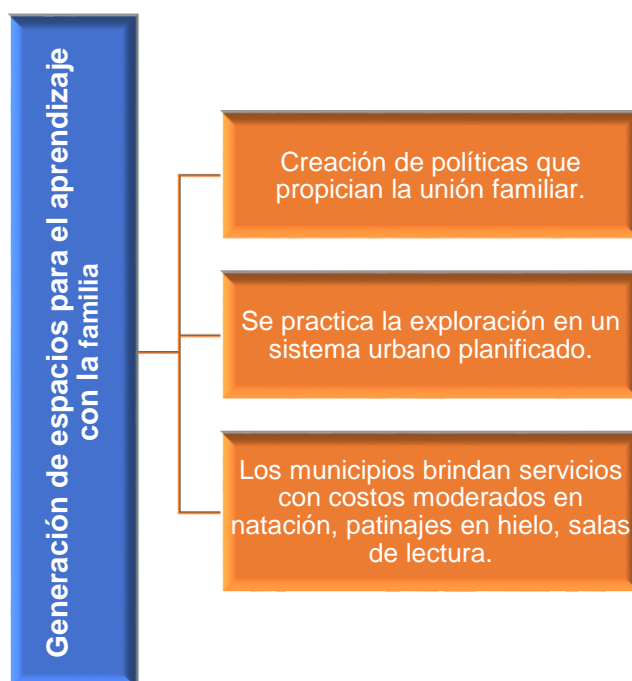 Generación de espacios para el aprendizaje
con la familia
Creación de políticas que
propician la unión familiar.
Se practica la exploración en un
sistema urbano planificado.
Los municipios brindan servicios
con costos moderados en
natación, patinajes en hielo, salas
de lectura.